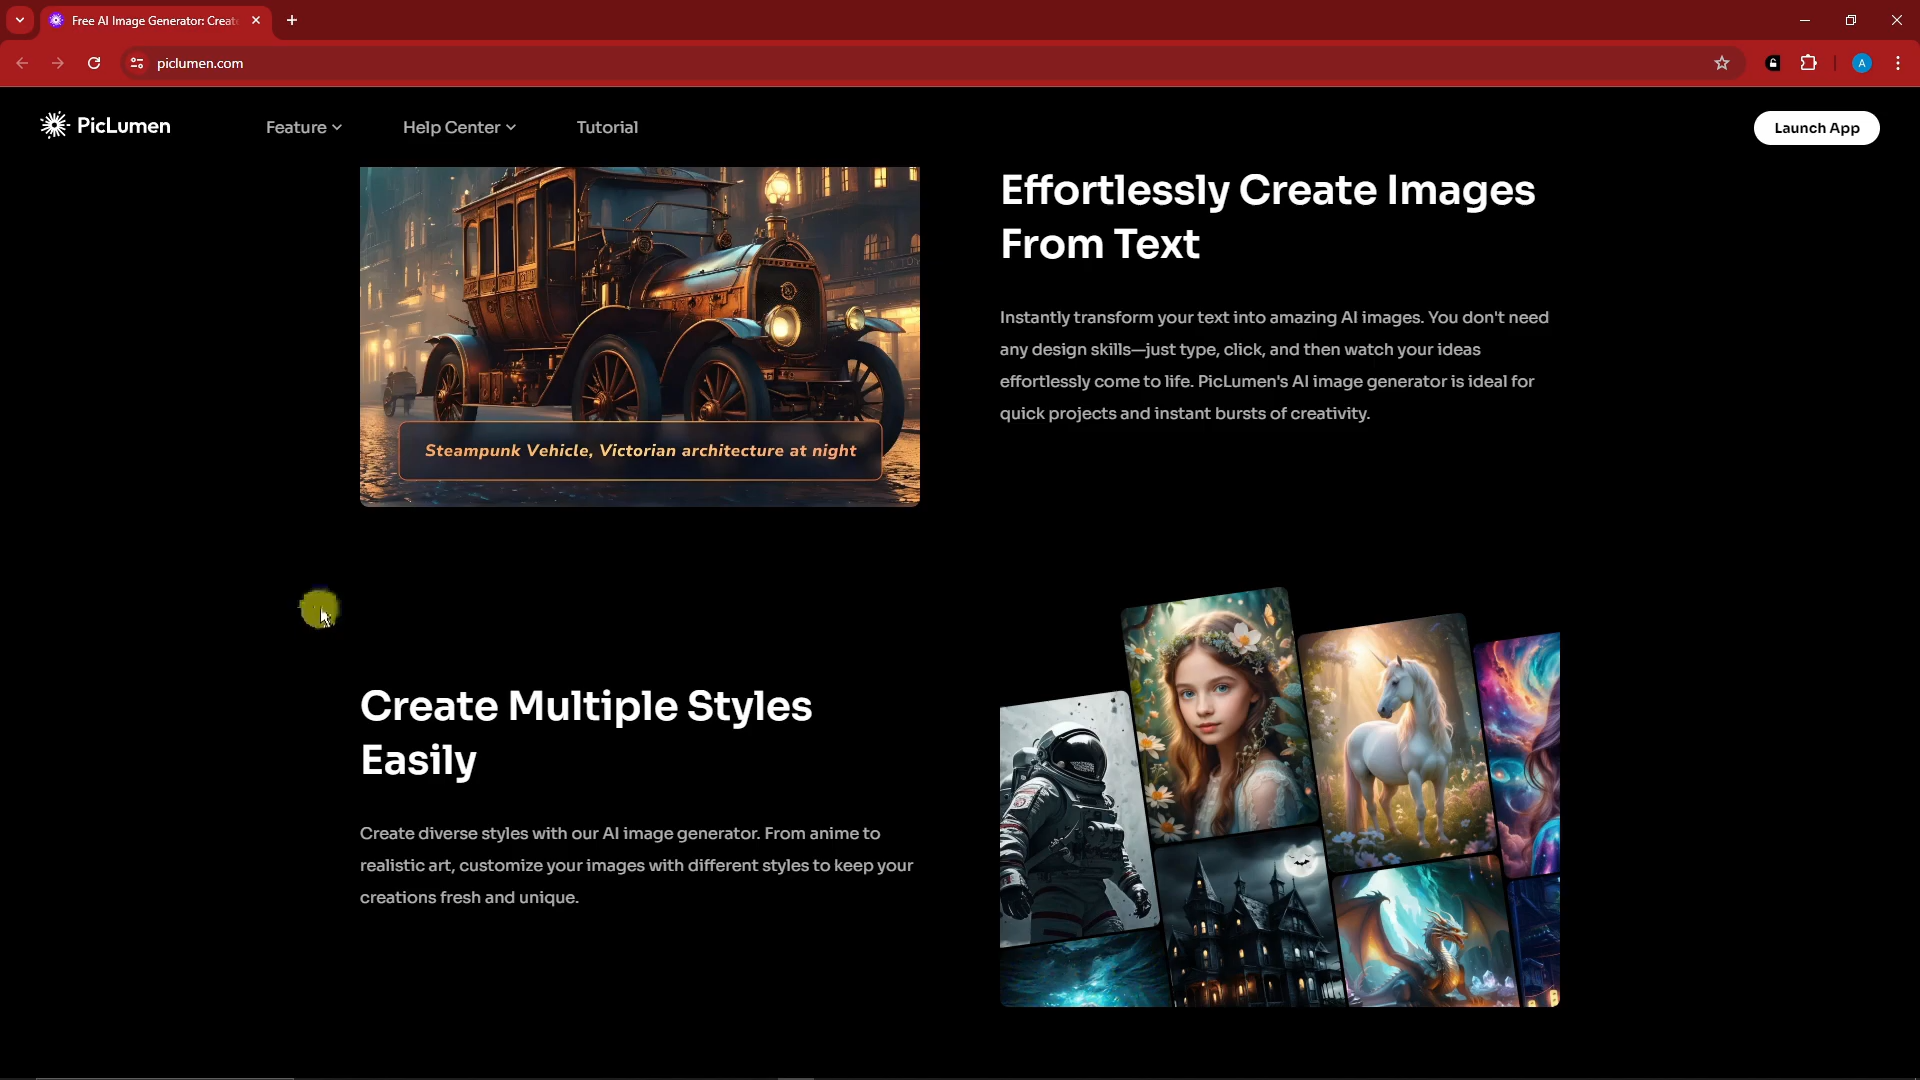 Free AI Image Generator: Create
piclumen.com
A
PicLumen
Feature
Help Center
Tutorial
Launch App
Steampunk Vehicle, Victorian architecture at night
Effortlessly Create Images
From Text
Instantly transform your text into amazing AI images. You don't need
any design skills—just type, click, and then watch your ideas
effortlessly come to life. PicLumen's AI image generator is ideal for
quick projects and instant bursts of creativity.
Create Multiple Styles
Easily
Create diverse styles with our AI image generator. From anime to
realistic art, customize your images with different styles to keep your
creations fresh and unique.